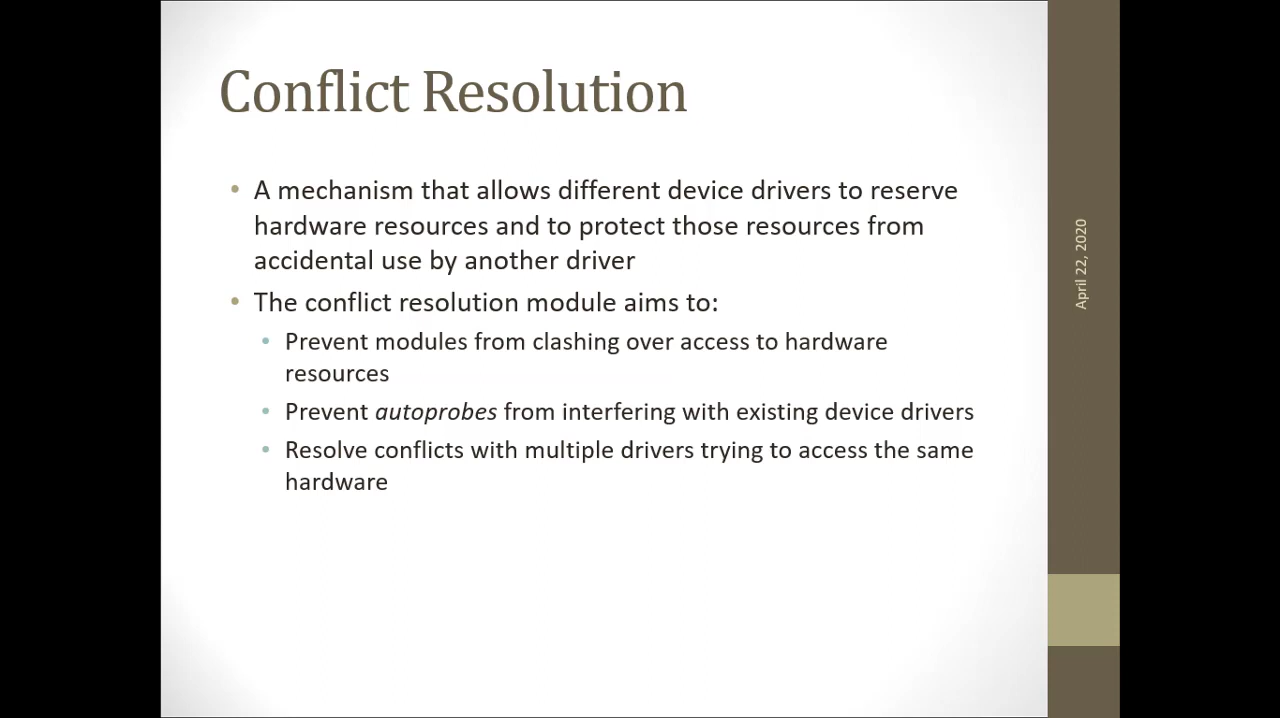 Conflict Resolution
• A mechanism that allows different device drivers to reserve
hardware resources and to protect those resources from
accidental use by another driver
• The conflict resolution module aims to:
• Prevent modules from clashing over access to hardware
resources
• Prevent autoprobes from interfering with existing device drivers
• Resolve conflicts with multiple drivers trying to access the same
hardware
April 22, 2020